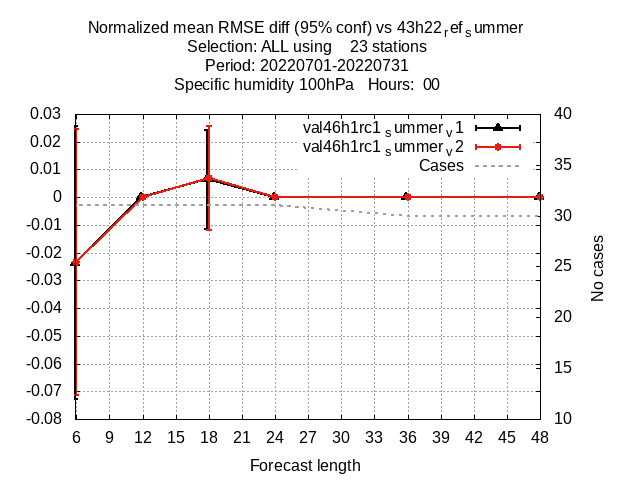 Normalized mean RMSE diff (95% conf) vs 43h22refsummer
Selection: ALL using 23 stations
Period: 20220701-20220731
Specific humidity 100hPa Hours: 00
val46h1rc1summerv1
val46h1rc1summerv2
Cases
0.03
0.02
0.01
0
-0.01
-0.02
-0.03
-0.04
-0.05
-0.06
-0.07
-0.08
40
35
30
25
20
15
10
No cases
6 9 12 15 18 21 24 27 30 33 36 39 42 45 48
Forecast length